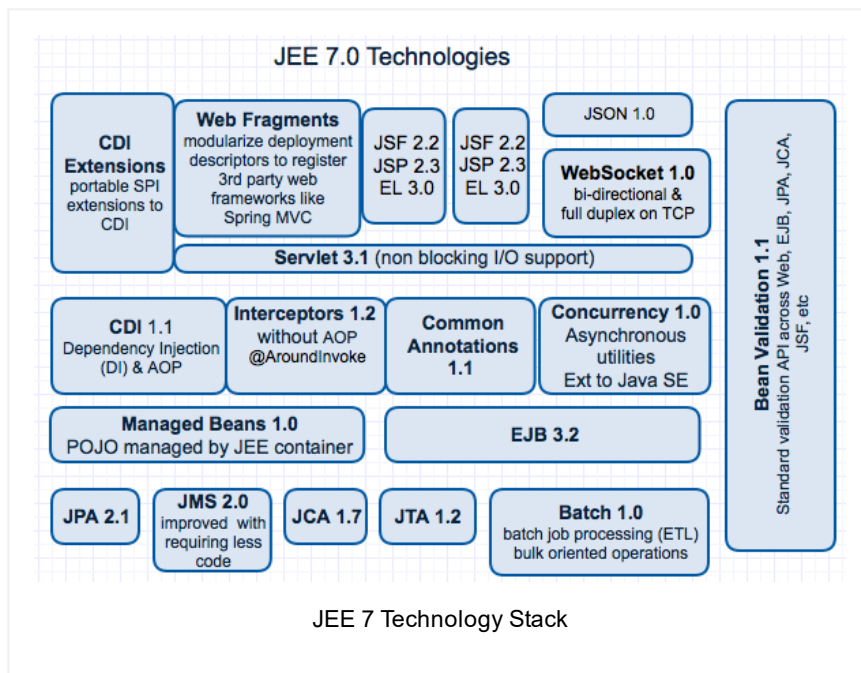 JEE 7.0 Technologies
CDI
Extensions
portable SPI
extensions to
CDI
Web Fragments
modularize deployment
descriptors to register
3rd party web
frameworks like
Spring MVC
JSF 2.2
JSP 2.3
EL 3.0
JSF 2.2
JSP 2.3
EL 3.0
JSON 1.0
WebSocket 1.0
bi-directional &
full duplex on TCP
Servlet 3.1 (non blocking I/O support)
CDI 1.1
Dependency Injection
(DI) & AOP
Interceptors 1.2
without AOP
@AroundInvoke
Common
Annotations
1.1
Concurrency 1.0
Asynchronous
utilities
Ext to Java SE
Managed Beans 1.0
POJO managed by JEE container
EJB 3.2
JPA 2.1
JMS 2.0
improved with
requiring less
code
JCA 1.7
JTA 1.2
Batch 1.0
batch job processing (ETL)
bulk oriented operations
Bean Validation 1.1
Standard validation API across Web, EJB, JPA, JCA,
JSF, etc
JEE 7 Technology Stack